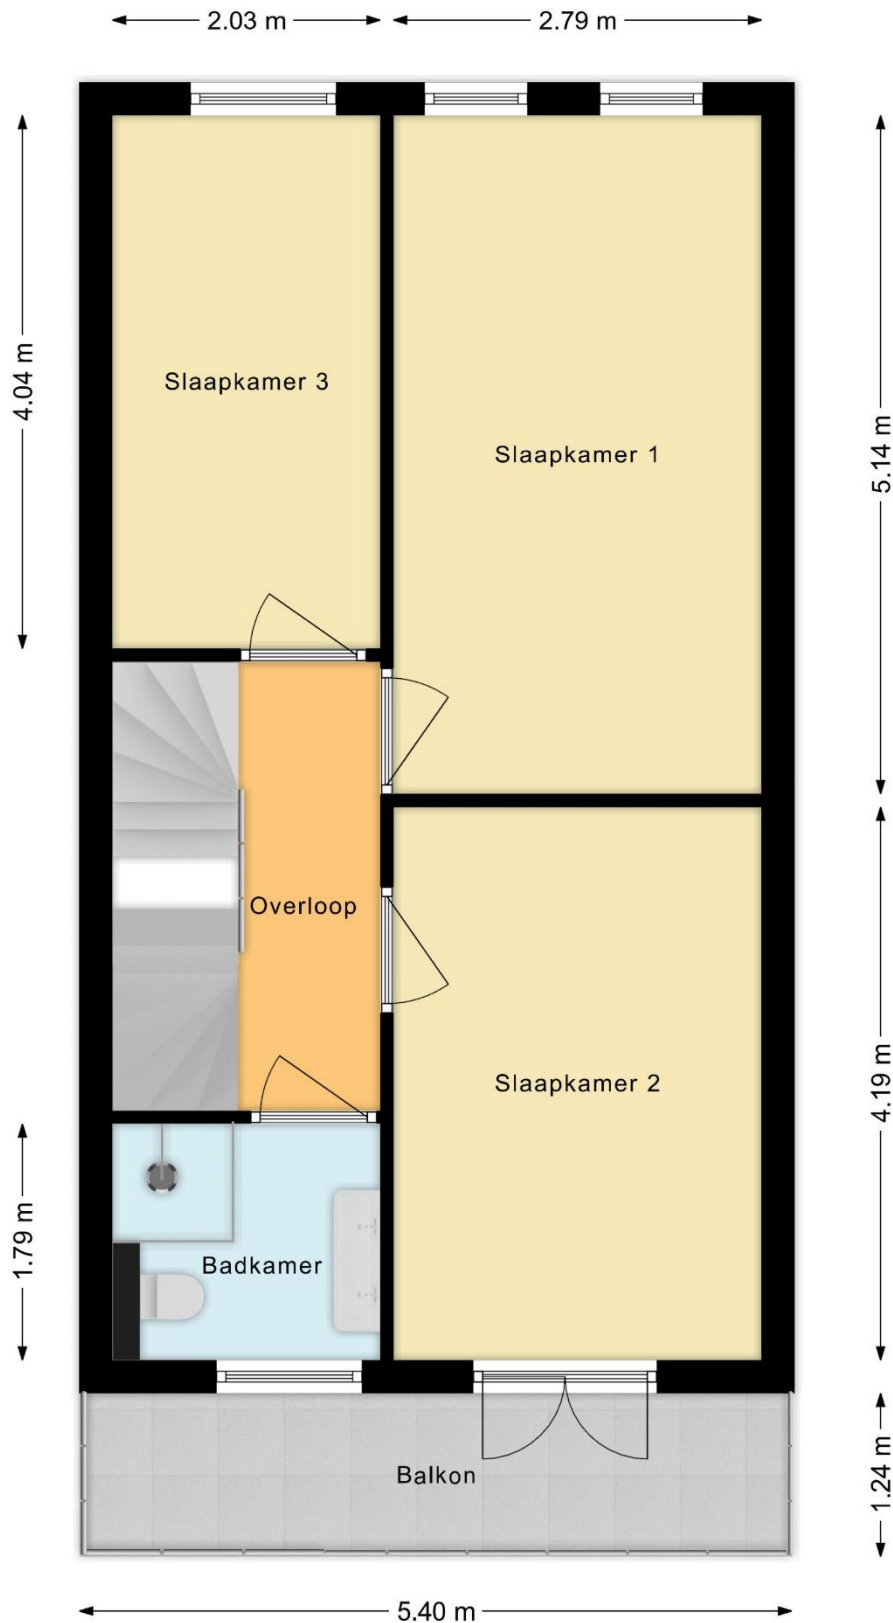 2.03 m
2.79 m
4.04 m
Slaapkamer 3
5.14 m
Slaapkamer 1
Overloop
Slaapkamer 2
4.19 m
1.79 m
Badkamer
Balkon
1.24 m
5.40 m